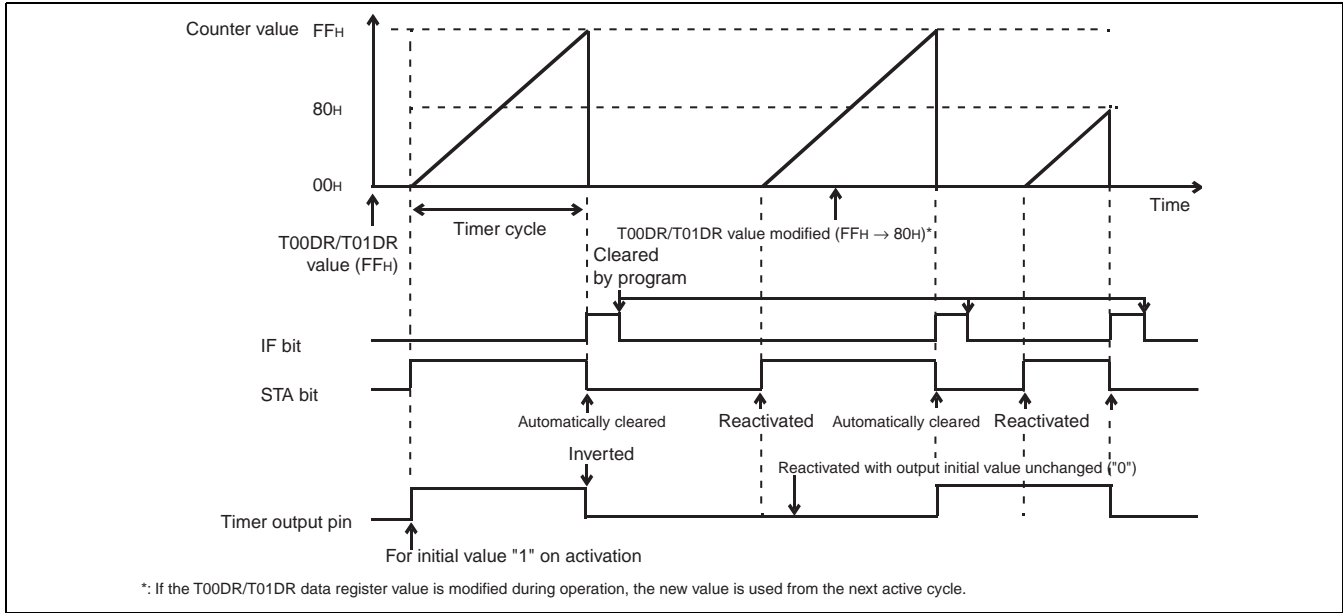 Counter value FFH
80H
00H
Time
Timer cycle
T00DR/T01DR
value (FFH)
T00DR/T01DR value modified (FFH → 80H)*
Cleared
by program
IF bit
STA bit
Automatically cleared
Reactivated
Automatically cleared
Reactivated
Inverted
Reactivated with output initial value unchanged ("0")
Timer output pin
For initial value "1" on activation
*: If the T00DR/T01DR data register value is modified during operation, the new value is used from the next active cycle.